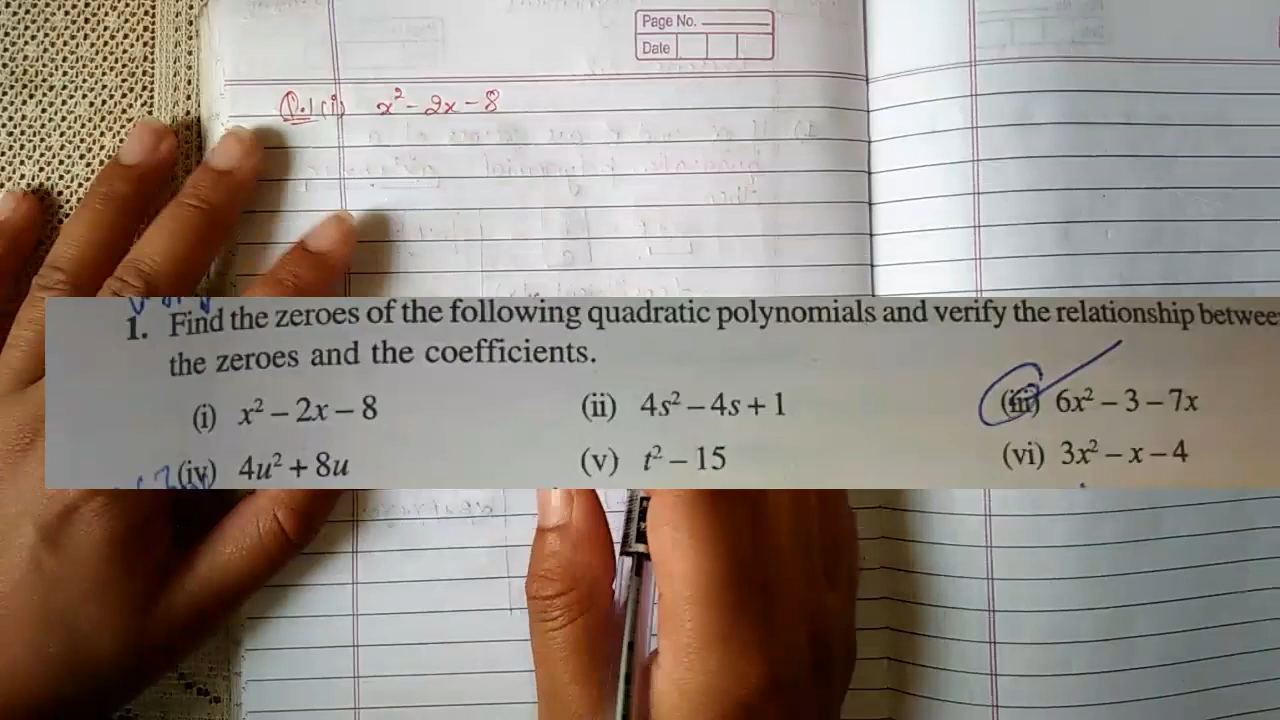 Page No.
Date
Q.1(i) x² - 2x - 8
1. Find the zeroes of the following quadratic polynomials and verify the relationship betwee
the zeroes and the coefficients.
(i) x² – 2x – 8 (ii) 4s² – 4s + 1 (iii) 6x² – 3 – 7x
(iv) 4u² + 8u (v) t² – 15 (vi) 3x² – x – 4